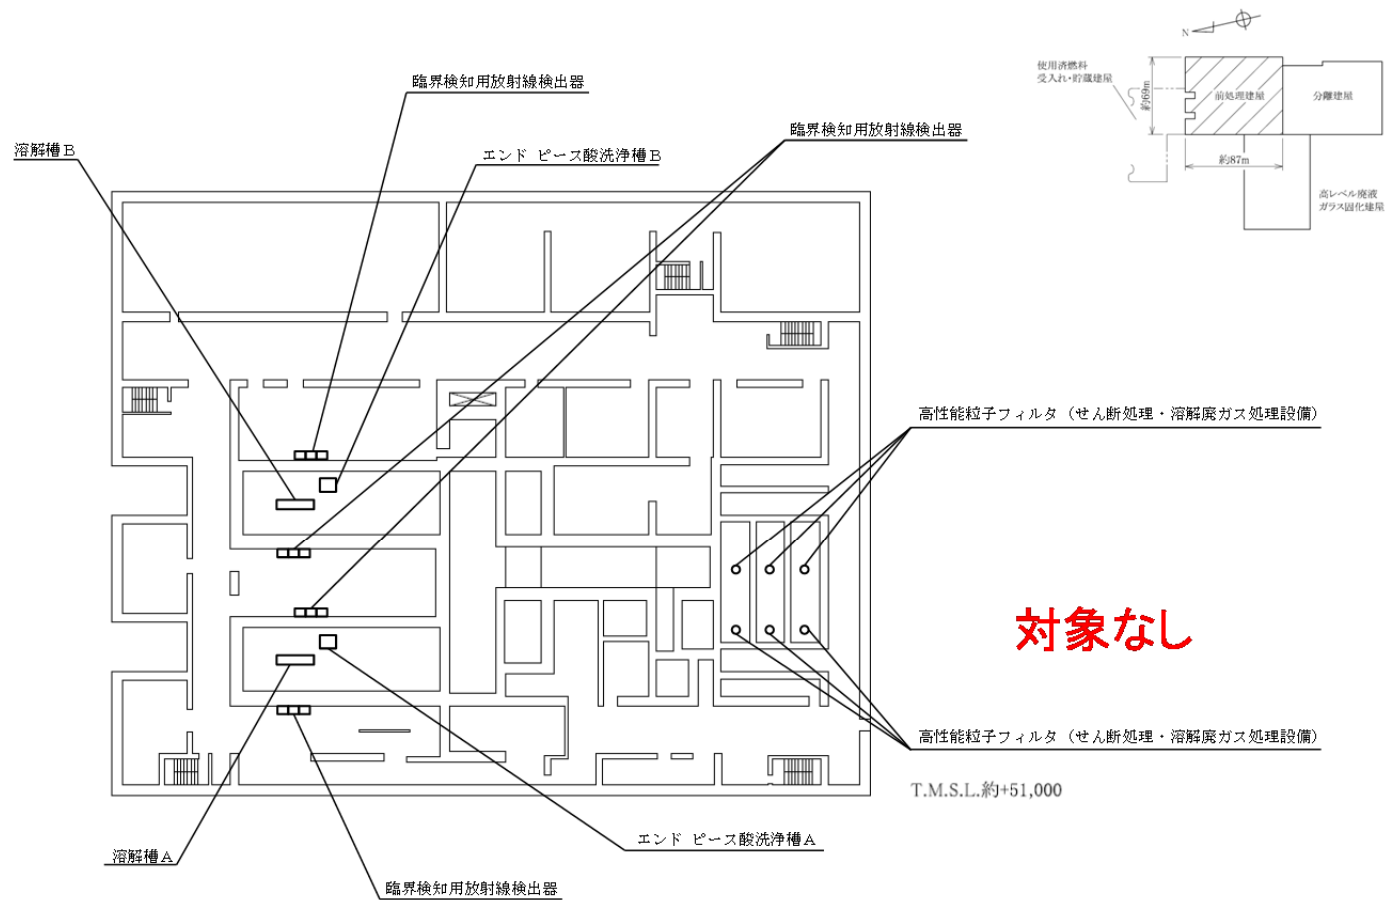 N
使用済燃料
受入れ・貯蔵建屋
約69m
前処理建屋
分離建屋
約87m
高レベル廃液
ガラス固化建屋
臨界検知用放射線検出器
臨界検知用放射線検出器
溶解槽B
エンド ピース酸洗浄槽B
高性能粒子フィルタ（せん断処理・溶解廃ガス処理設備）
対象なし
高性能粒子フィルタ（せん断処理・溶解廃ガス処理設備）
T.M.S.L.約+51,000
エンド ピース酸洗浄槽A
溶解槽A
臨界検知用放射線検出器